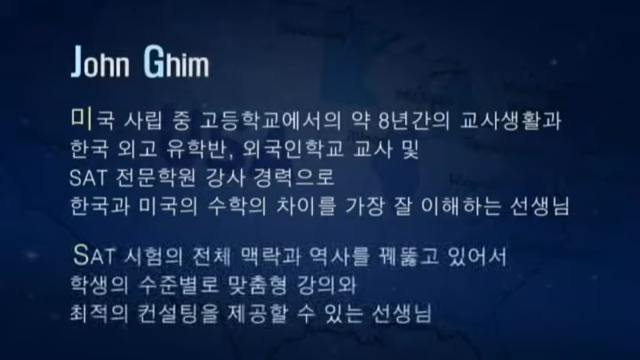 John Ghim
미국 사립 중 고등학교에서의 약 8년간의 교사생활과
한국 외고 유학반, 외국인학교 교사 및
SAT 전문학원 강사 경력으로
한국과 미국의 수학의 차이를 가장 잘 이해하는 선생님
SAT 시험의 전체 맥락과 역사를 꿰뚫고 있어서
학생의 수준별로 맞춤형 강의와
최적의 컨설팅을 제공할 수 있는 선생님